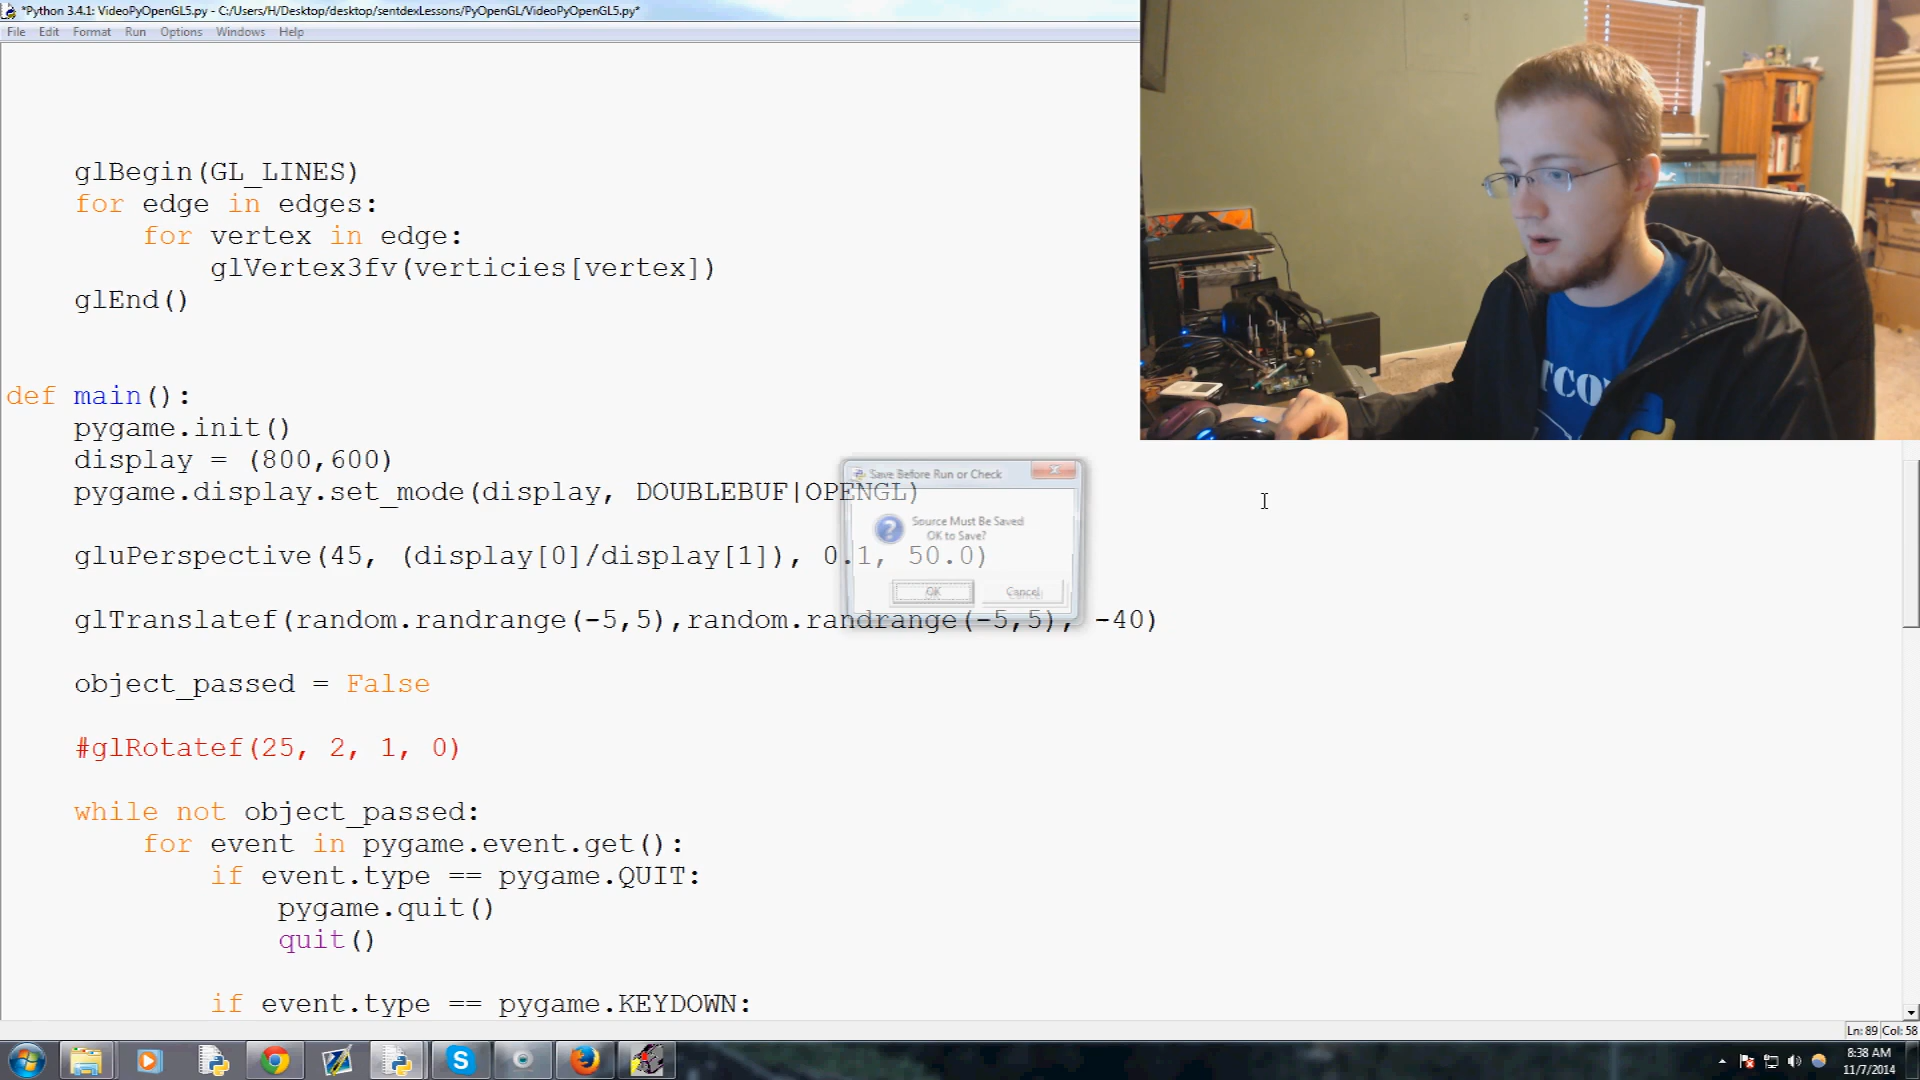 *Python 3.4.1: VideoPyOpenGL5.py - C:/Users/H/Desktop/desktop/sentdexLessons/PyOpenGL/VideoPyOpenGL5.py*
File Edit Format Run Options Windows Help
glBegin(GL_LINES)
for edge in edges:
for vertex in edge:
glVertex3fv(verticies[vertex])
glEnd()
def main():
pygame.init()
display = (800,600)
pygame.display.set_mode(display, DOUBLEBUF|OPENGL)
gluPerspective(45, (display[0]/display[1]), 0.1, 50.0)
glTranslatef(random.randrange(-5,5),random.randrange(-5,5), -40)
object_passed = False
#glRotatef(25, 2, 1, 0)
while not object_passed:
for event in pygame.event.get():
if event.type == pygame.QUIT:
pygame.quit()
quit()
if event.type == pygame.KEYDOWN:
Save Before Run or Check
Source Must Be Saved
OK to Save?
OK Cancel
Ln: 89 Col: 58
8:38 AM
11/7/2014